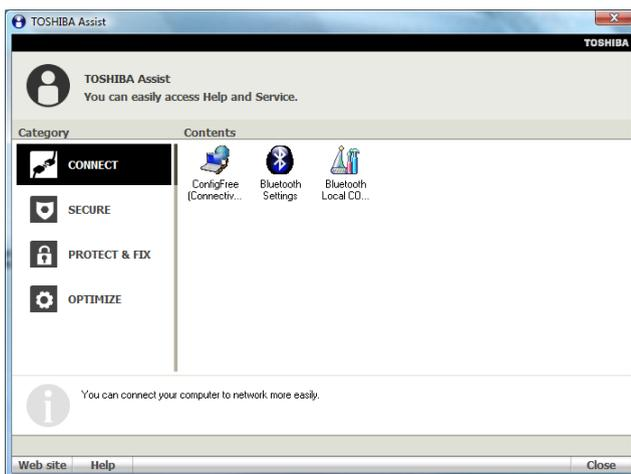 TOSHIBA Assist
TOSHIBA
TOSHIBA Assist
You can easily access Help and Service.
Category
Contents
CONNECT
SECURE
PROTECT & FIX
OPTIMIZE
ConfigFree
(Connectiv...
Bluetooth
Settings
Bluetooth
Local CO...
You can connect your computer to network more easily.
Web site
Help
Close